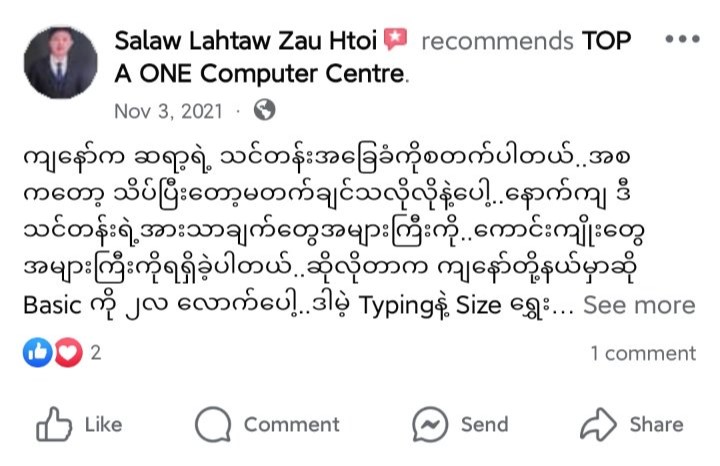 Salaw Lahtaw Zau Htoi recommends TOP
A ONE Computer Centre.
Nov 3, 2021 ·
ကျနော်က ဆရာ့ရဲ့ သင်တန်းအခြေခံကိုစတက်ပါတယ်..အစ
ကတော့ သိပ်ပြီးတော့မတက်ချင်သလိုလိုနဲ့ပေါ့..နောက်ကျ ဒီ
သင်တန်းရဲ့အားသာချက်တွေအများကြီးကို..ကောင်းကျိုးတွေ
အများကြီးကိုရရှိခဲ့ပါတယ်..ဆိုလိုတာက ကျနော်တို့နယ်မှာဆို
Basic ကို ၂လ လောက်ပေါ့..ဒါမဲ့ Typingနဲ့ Size ရွှေး... See more
2
1 comment
Like
Comment
Send
Share